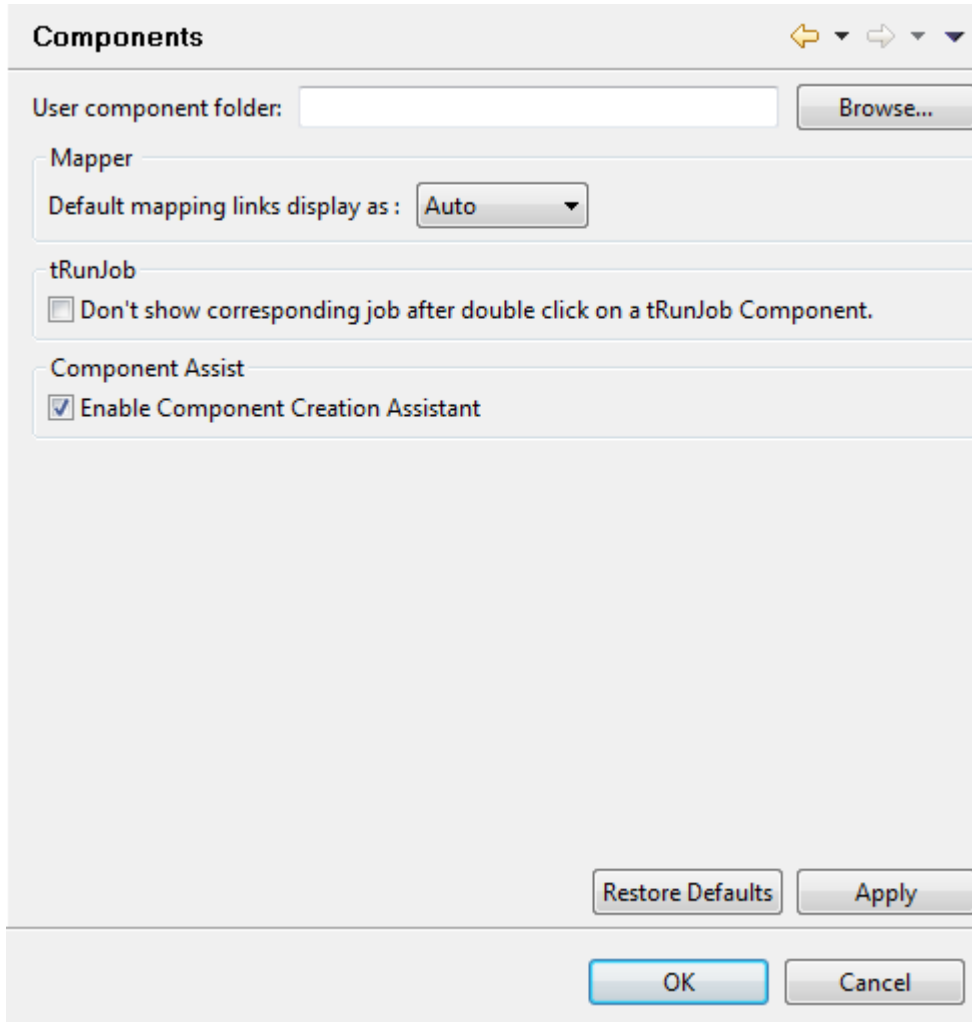 Components
User component folder: Browse...
Mapper
Default mapping links display as : Auto
tRunJob
Don't show corresponding job after double click on a tRunJob Component.
Component Assist
Enable Component Creation Assistant
Restore Defaults Apply
OK Cancel